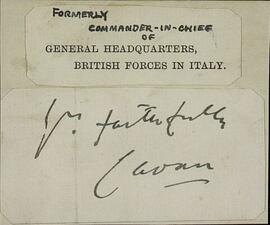 FORMERLY
COMMANDER-IN-CHIEF
OF
GENERAL HEADQUARTERS,
BRITISH FORCES IN ITALY.
Yrs faithfully
Cavan